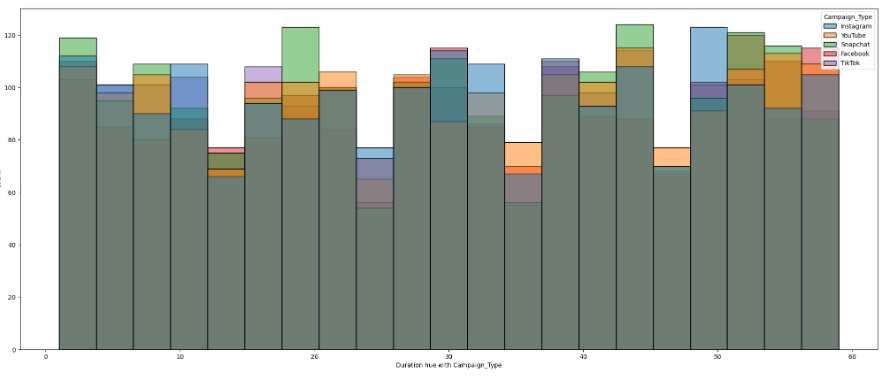 Campaign_Type
Instagram
YouTube
Snapchat
Facebook
TikTok
120
100
80
60
40
20
0
0 10 20 30 40 50 60
Duration hue with Campaign_Type